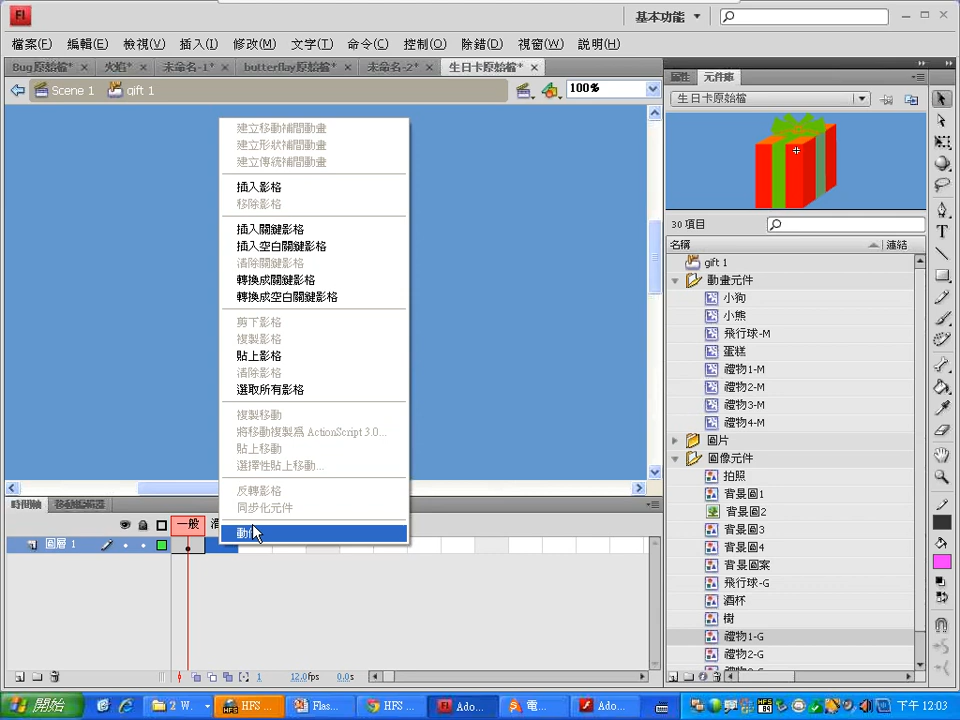 Fl
基本功能
檔案(F) 編輯(E) 檢視(V) 插入(I) 修改(M) 文字(T) 命令(C) 控制(O) 除錯(D) 視窗(W) 說明(H)
Bug原始檔* 火焰* 未命名-1* butterflay原始檔* 未命名-2* 生日卡原始檔*
Scene 1 gift 1 100%
屬性 元件庫
生日卡原始檔
30 項目
名稱 連結
gift 1
動畫元件
小狗
小熊
飛行球-M
蛋糕
禮物1-M
禮物2-M
禮物3-M
禮物4-M
圖片
圖像元件
拍照
背景圖1
背景圖2
背景圖3
背景圖4
背景圖案
飛行球-G
酒杯
樹
禮物1-G
禮物2-G
建立移動補間動畫
建立形狀補間動畫
建立傳統補間動畫
插入影格
移除影格
插入關鍵影格
插入空白關鍵影格
清除關鍵影格
轉換成關鍵影格
轉換成空白關鍵影格
剪下影格
複製影格
貼上影格
清除影格
選取所有影格
複製移動
將移動複製為 ActionScript 3.0...
貼上移動
選擇性貼上移動...
反轉影格
同步化元件
時間軸 移動編輯器
一般
圖層 1
1 12.0fps 0.0s
開始 2 W. HFS ... Flas... HFS ... Ado... 電... Ado... 下午 12:03